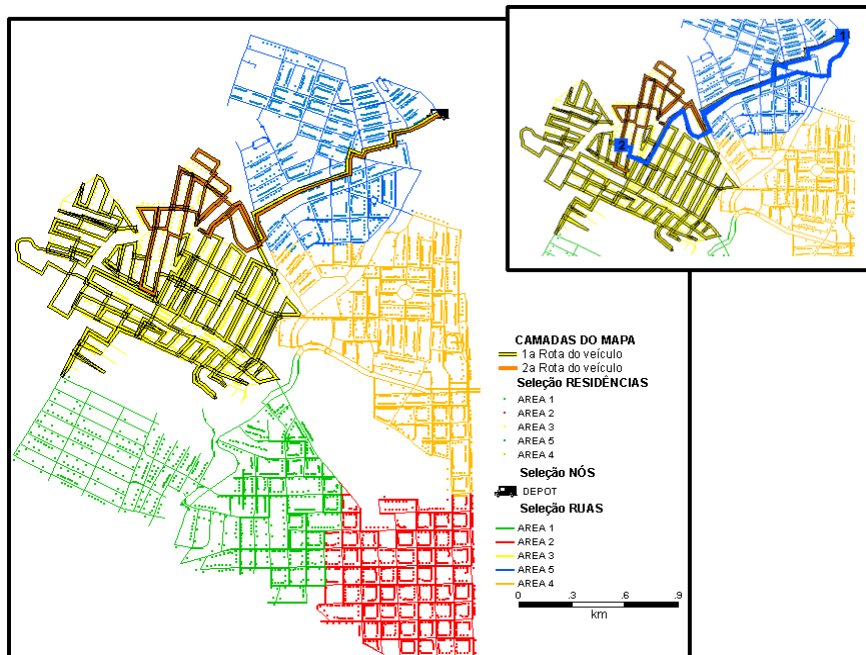 1
2
CAMADAS DO MAPA
1a Rota do veículo
2a Rota do veículo
Seleção RESIDÊNCIAS
AREA 1
AREA 2
AREA 3
AREA 5
AREA 4
Seleção NÓS
DEPOT
Seleção RUAS
AREA 1
AREA 2
AREA 3
AREA 5
AREA 4
0 .3 .6 .9
km